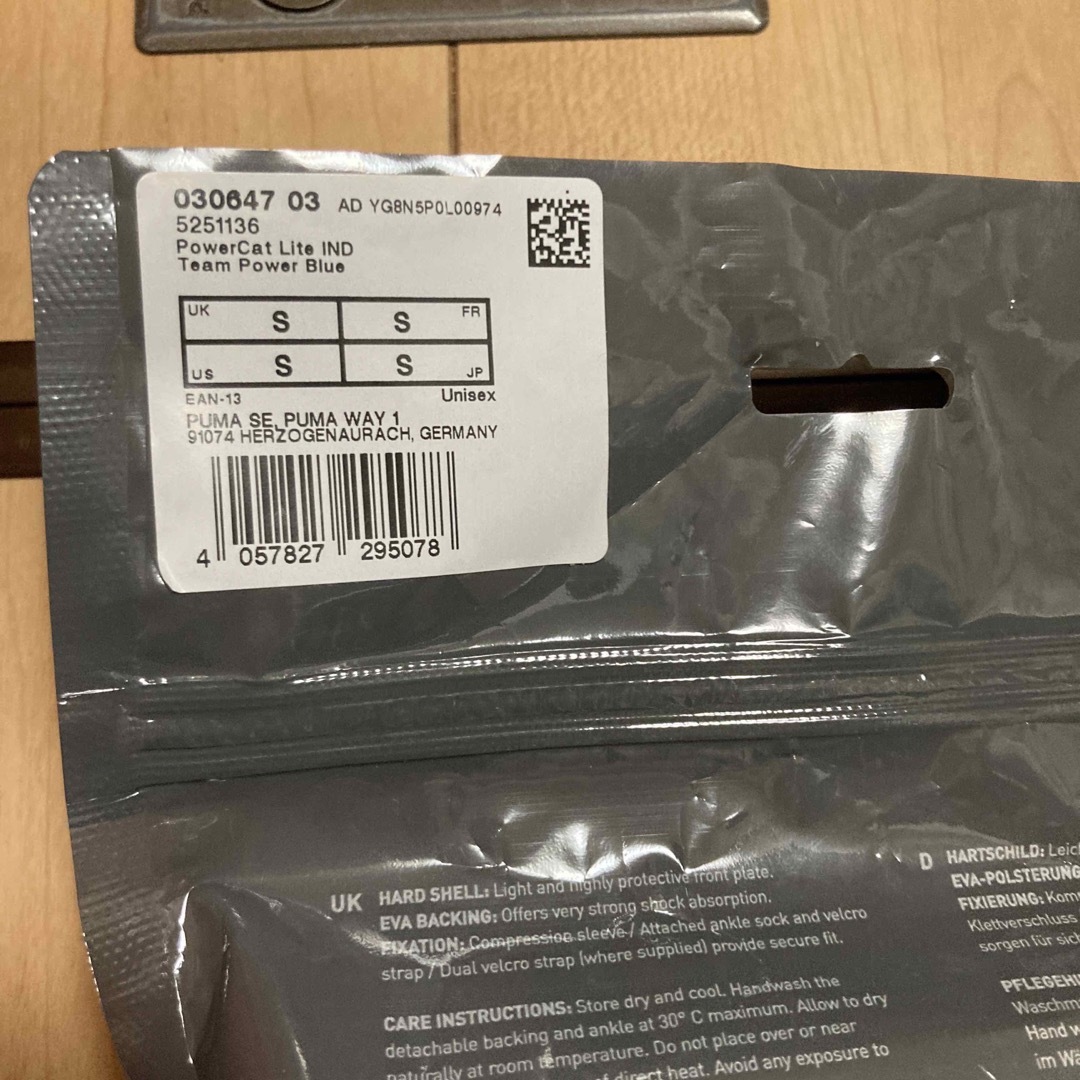 030647 03 AD YG8N5P0L00974
5251136
PowerCat Lite IND
Team Power Blue
UK S S FR
US S S JP
EAN-13 Unisex
PUMA SE, PUMA WAY 1
91074 HERZOGENAURACH, GERMANY
4 057827 295078
UK HARD SHELL: Light and highly protective front plate.
EVA BACKING: Offers very strong shock absorption.
FIXATION: Compression sleeve / Attached ankle sock and velcro
strap / Dual velcro strap (where supplied) provide secure fit.
CARE INSTRUCTIONS: Store dry and cool. Handwash the
detachable backing and ankle at 30° C maximum. Allow to dry
naturally at room temperature. Do not place over or near
of direct heat. Avoid any exposure to
D HARTSCHILD: Leic
EVA-POLSTERUNG
FIXIERUNG: Kom
Klettverschluss
sorgen für sic
PFLEGEHI
Waschm
Hand w
im Wä